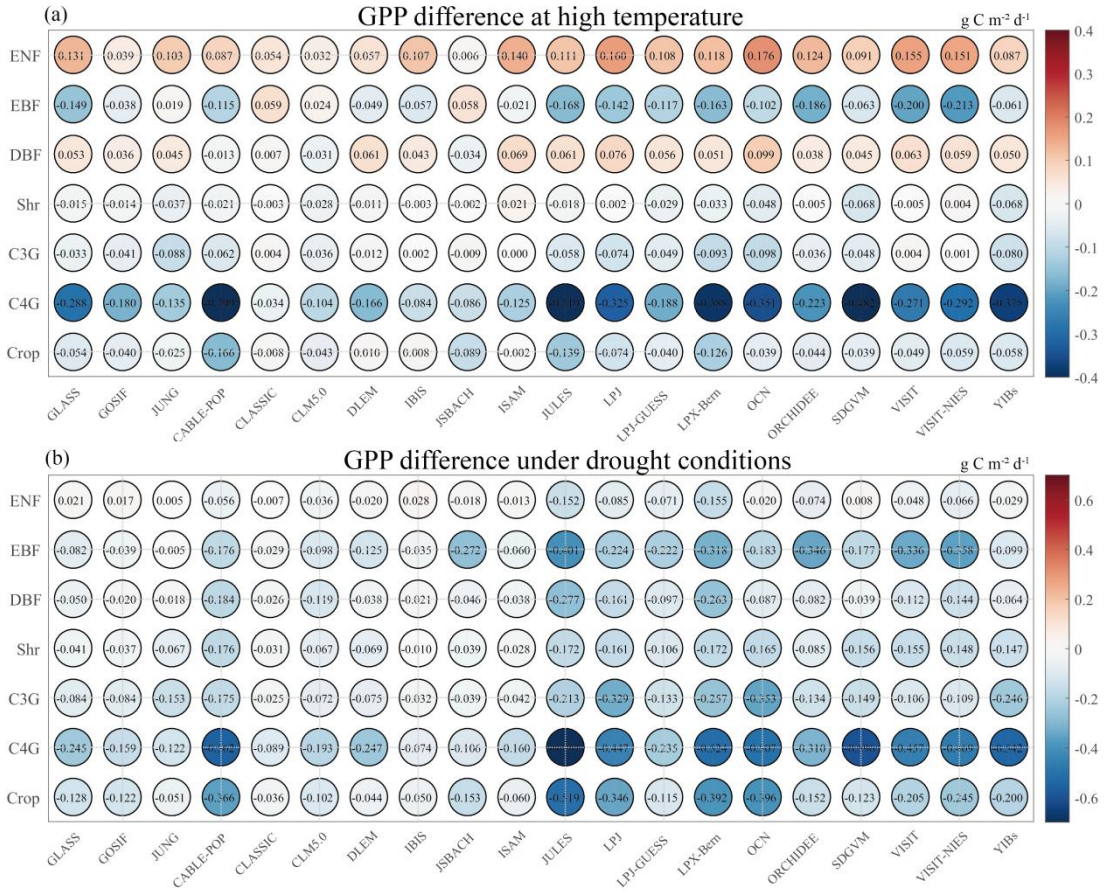 (a) GPP difference at high temperature g C m⁻² d⁻¹
ENF 0.131 0.039 0.103 0.087 0.054 0.032 0.057 0.107 0.006 0.140 0.111 0.160 0.108 0.118 0.176 0.124 0.091 0.155 0.151 0.087
EBF -0.149 -0.038 0.019 -0.115 0.059 0.024 -0.049 -0.057 0.058 -0.021 -0.168 -0.142 -0.117 -0.163 -0.102 -0.186 -0.063 -0.200 -0.213 -0.061
DBF 0.053 0.036 0.045 -0.013 0.007 -0.031 0.061 0.043 -0.034 0.069 0.061 0.076 0.056 0.051 0.099 0.038 0.045 0.063 0.059 0.050
Shr -0.015 -0.014 -0.037 -0.021 -0.003 -0.028 -0.011 -0.003 -0.002 0.021 -0.018 0.002 -0.029 -0.033 -0.048 -0.005 -0.068 -0.005 0.004 -0.068
C3G -0.033 -0.041 -0.088 -0.062 0.004 -0.036 0.012 0.002 0.009 0.000 -0.058 -0.074 -0.049 -0.093 -0.098 -0.036 -0.048 0.004 0.001 -0.080
C4G -0.288 -0.180 -0.135 -0.034 -0.104 -0.166 -0.084 -0.086 -0.125 -0.325 -0.188 -0.351 -0.223 -0.271 -0.292
Crop -0.054 -0.040 -0.025 -0.166 -0.008 -0.043 0.010 0.008 -0.089 -0.002 -0.139 -0.074 -0.040 -0.126 -0.039 -0.044 -0.039 -0.049 -0.059 -0.058
GLASS GOSIF JUNG CABLE-POP CLASSIC CLM5.0 DLEM IBIS JSBACH ISAM JULES LPJ LPJ-GUESS LPX-Bern OCN ORCHIDEE SDGVM VISIT VISIT-NIES YIBs
0.4
0.3
0.2
0.1
0
-0.1
-0.2
-0.3
-0.4
(b) GPP difference under drought conditions g C m⁻² d⁻¹
ENF 0.021 0.017 0.005 -0.056 -0.007 -0.036 -0.020 0.028 -0.018 -0.013 -0.152 -0.085 -0.071 -0.155 -0.020 -0.074 0.008 -0.048 -0.066 -0.029
EBF -0.082 -0.039 -0.005 -0.176 -0.029 -0.098 -0.125 -0.035 -0.272 -0.060 -0.401 -0.224 -0.222 -0.318 -0.183 -0.346 -0.177 -0.336 -0.358 -0.099
DBF -0.050 -0.020 -0.018 -0.184 -0.026 -0.119 -0.038 -0.021 -0.046 -0.038 -0.277 -0.161 -0.097 -0.263 -0.087 -0.082 -0.039 -0.112 -0.144 -0.064
Shr -0.041 -0.037 -0.067 -0.176 -0.031 -0.067 -0.069 -0.010 -0.039 -0.028 -0.172 -0.161 -0.106 -0.172 -0.165 -0.085 -0.156 -0.155 -0.148 -0.147
C3G -0.084 -0.084 -0.153 -0.175 -0.025 -0.072 -0.075 -0.032 -0.039 -0.042 -0.213 -0.329 -0.133 -0.257 -0.353 -0.134 -0.149 -0.106 -0.109 -0.246
C4G -0.245 -0.159 -0.122 -0.089 -0.193 -0.247 -0.074 -0.106 -0.160 -0.447 -0.235 -0.524 -0.310 -0.457
Crop -0.128 -0.122 -0.051 -0.366 -0.036 -0.102 -0.044 -0.050 -0.153 -0.060 -0.519 -0.346 -0.115 -0.392 -0.396 -0.152 -0.123 -0.205 -0.245 -0.200
GLASS GOSIF JUNG CABLE-POP CLASSIC CLM5.0 DLEM IBIS JSBACH ISAM JULES LPJ LPJ-GUESS LPX-Bern OCN ORCHIDEE SDGVM VISIT VISIT-NIES YIBs
0.6
0.4
0.2
0
-0.2
-0.4
-0.6